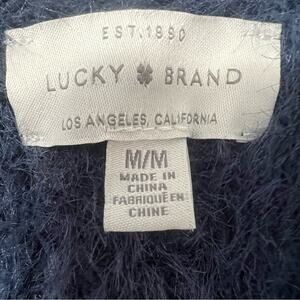 EST. 1990
LUCKY BRAND
LOS ANGELES, CALIFORNIA
M/M
MADE IN
CHINA
FABRIQUÉ EN
CHINE